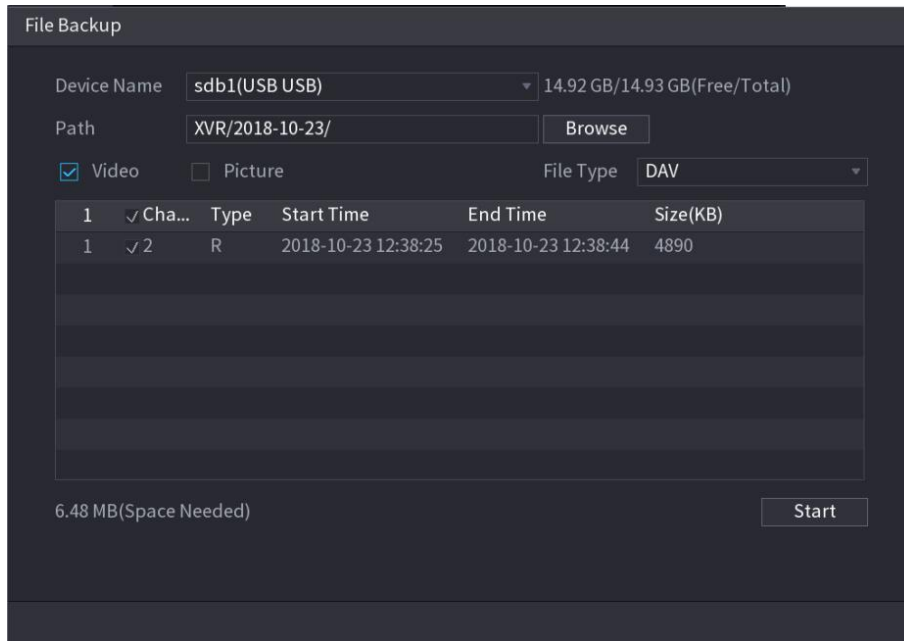 File Backup
Device Name sdb1(USB USB) 14.92 GB/14.93 GB(Free/Total)
Path XVR/2018-10-23/ Browse
Video Picture File Type DAV
1 Cha... Type Start Time End Time Size(KB)
1 2 R 2018-10-23 12:38:25 2018-10-23 12:38:44 4890
6.48 MB(Space Needed) Start